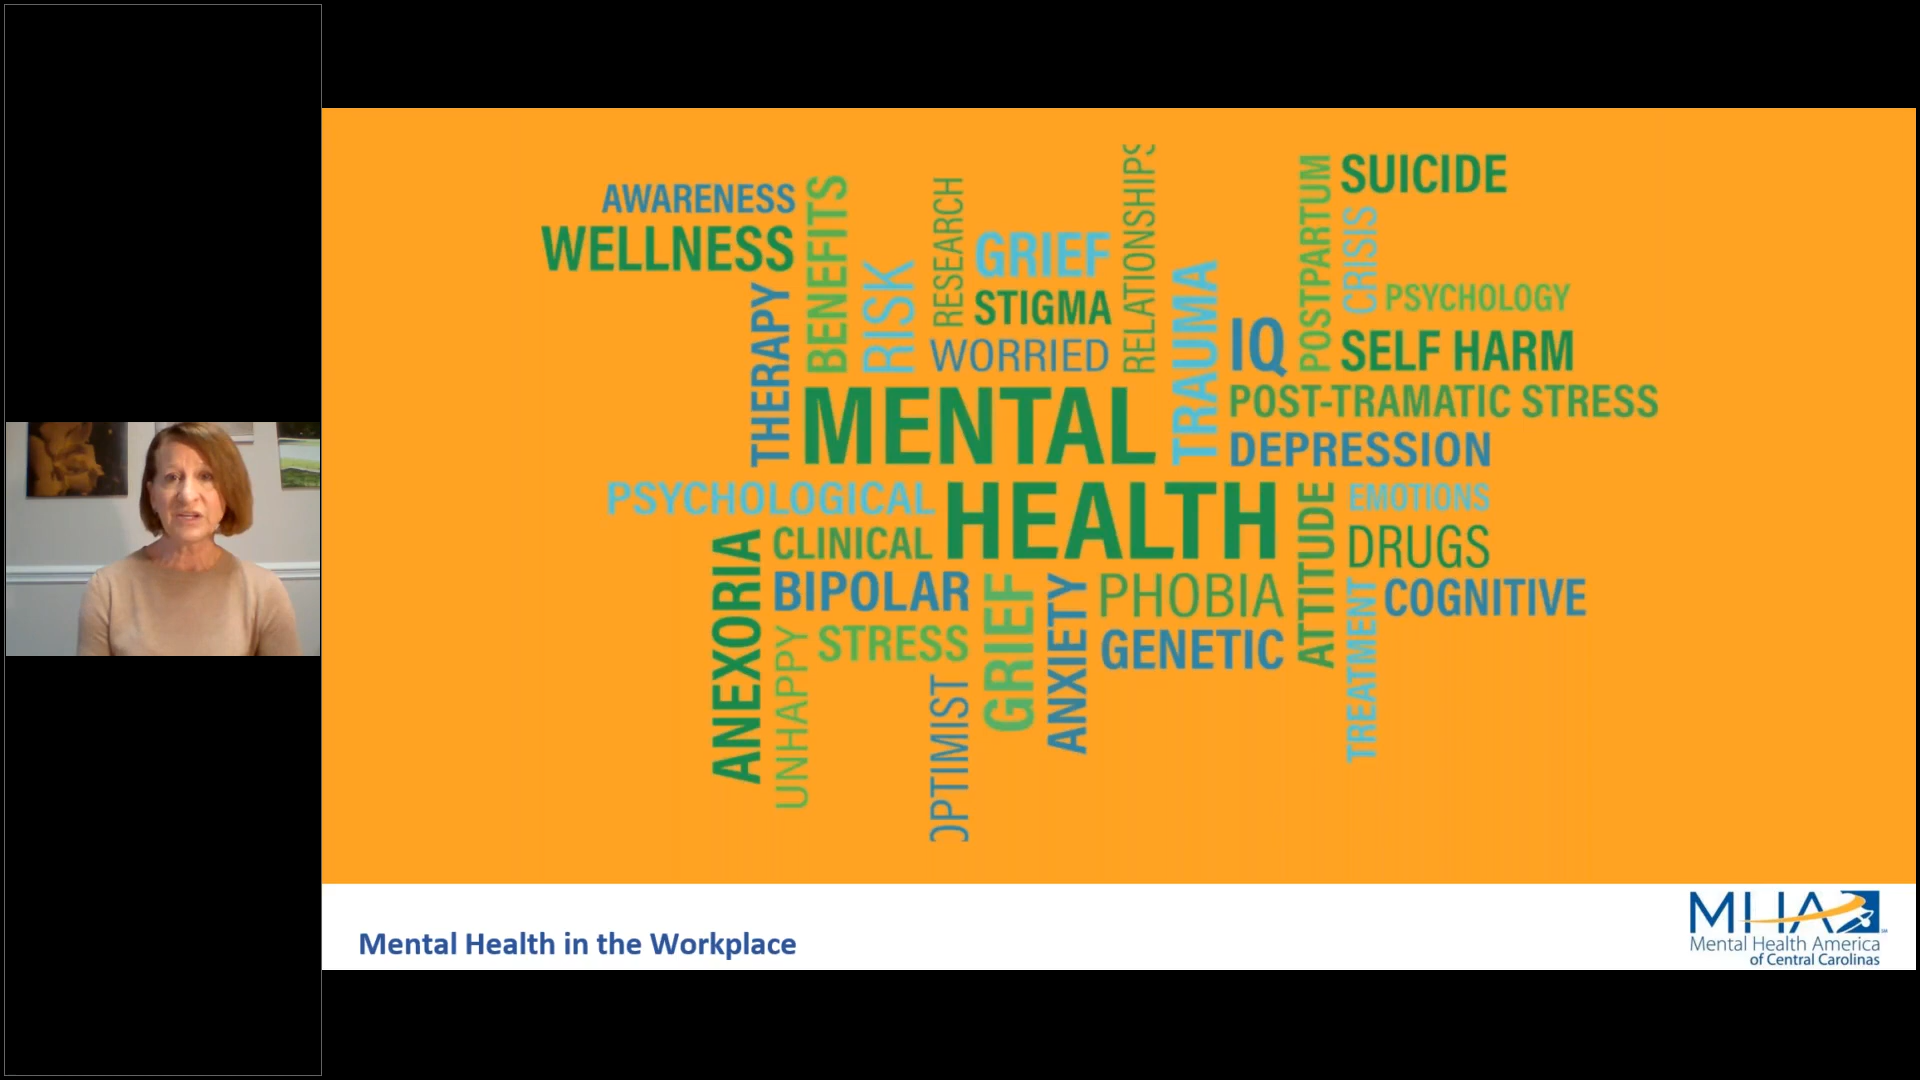 AWARENESS
WELLNESS
THERAPY
BENEFITS
RISK
RESEARCH
GRIEF
STIGMA
WORRIED
RELATIONSHIPS
TRAUMA
IQ
POSTPARTUM
SUICIDE
CRISIS
PSYCHOLOGY
SELF HARM
POST-TRAMATIC STRESS
DEPRESSION
MENTAL
HEALTH
PSYCHOLOGICAL
CLINICAL
BIPOLAR
STRESS
ANEXORIA
UNHAPPY
OPTIMIST
GRIEF
ANXIETY
PHOBIA
GENETIC
ATTITUDE
EMOTIONS
DRUGS
COGNITIVE
TREATMENT
Mental Health in the Workplace
MHA
Mental Health America
of Central Carolinas